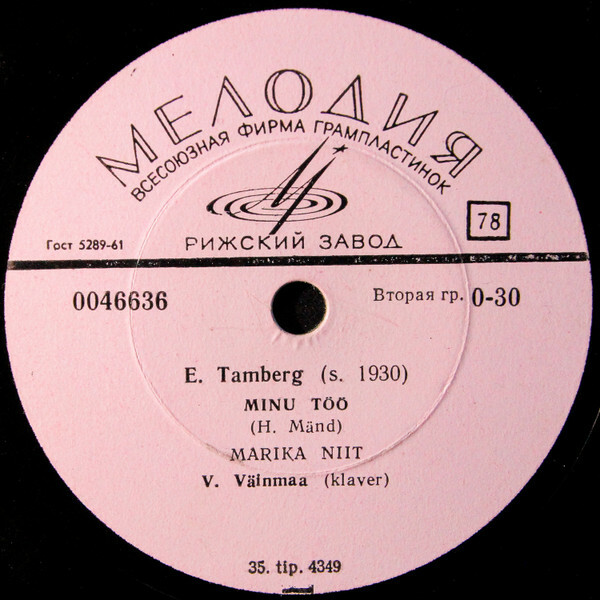 МЕЛОДИЯ
ВСЕСОЮЗНАЯ ФИРМА ГРАМПЛАСТИНОК
РИЖСКИЙ ЗАВОД
78
Гост 5289-61
0046636
Вторая гр. 0-30
E. Tamberg (s. 1930)
MINU TÖÖ
(H. Mänd)
MARIKA NIIT
V. Väinmaa (klaver)
35. tip. 4349